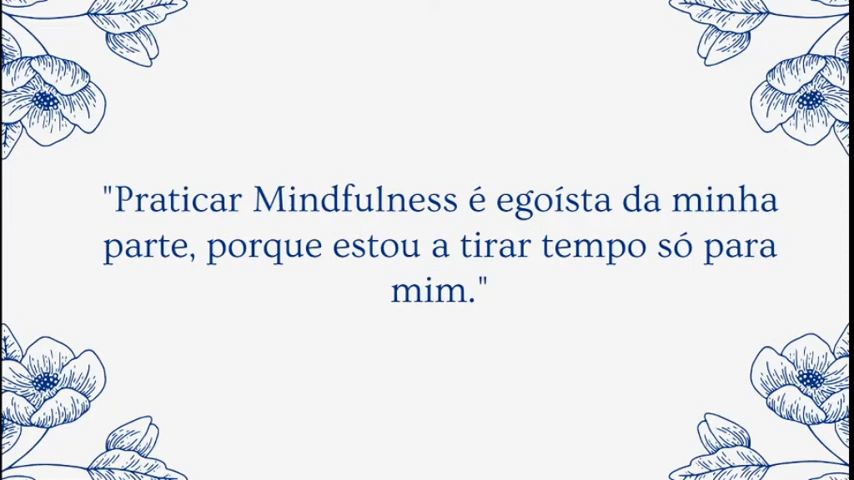 "Praticar Mindfulness é egoísta da minha
parte, porque estou a tirar tempo só para
mim."